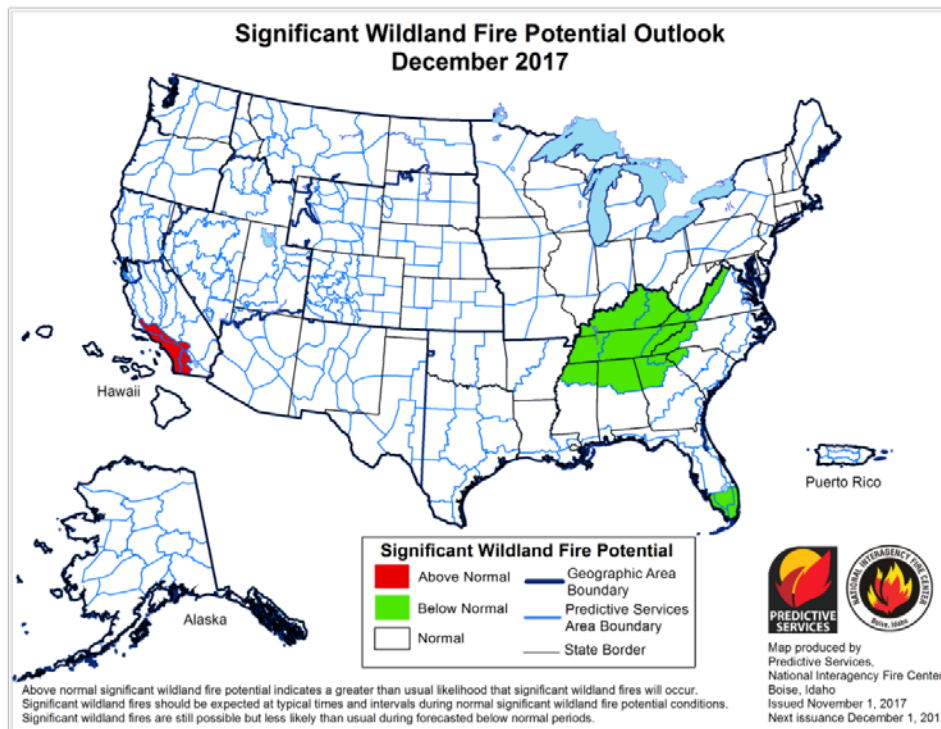 Significant Wildland Fire Potential Outlook
December 2017
Hawaii
Puerto Rico
Alaska
Significant Wildland Fire Potential
Above Normal
Below Normal
Normal
Geographic Area
Boundary
Predictive Services
Area Boundary
State Border
PREDICTIVE
SERVICES
NATIONAL INTERAGENCY FIRE CENTER
Boise, Idaho
Map produced by
Predictive Services,
National Interagency Fire Center
Boise, Idaho
Issued November 1, 2017
Next issuance December 1, 2017
Above normal significant wildland fire potential indicates a greater than usual likelihood that significant wildland fires will occur.
Significant wildland fires should be expected at typical times and intervals during normal significant wildland fire potential conditions.
Significant wildland fires are still possible but less likely than usual during forecasted below normal periods.